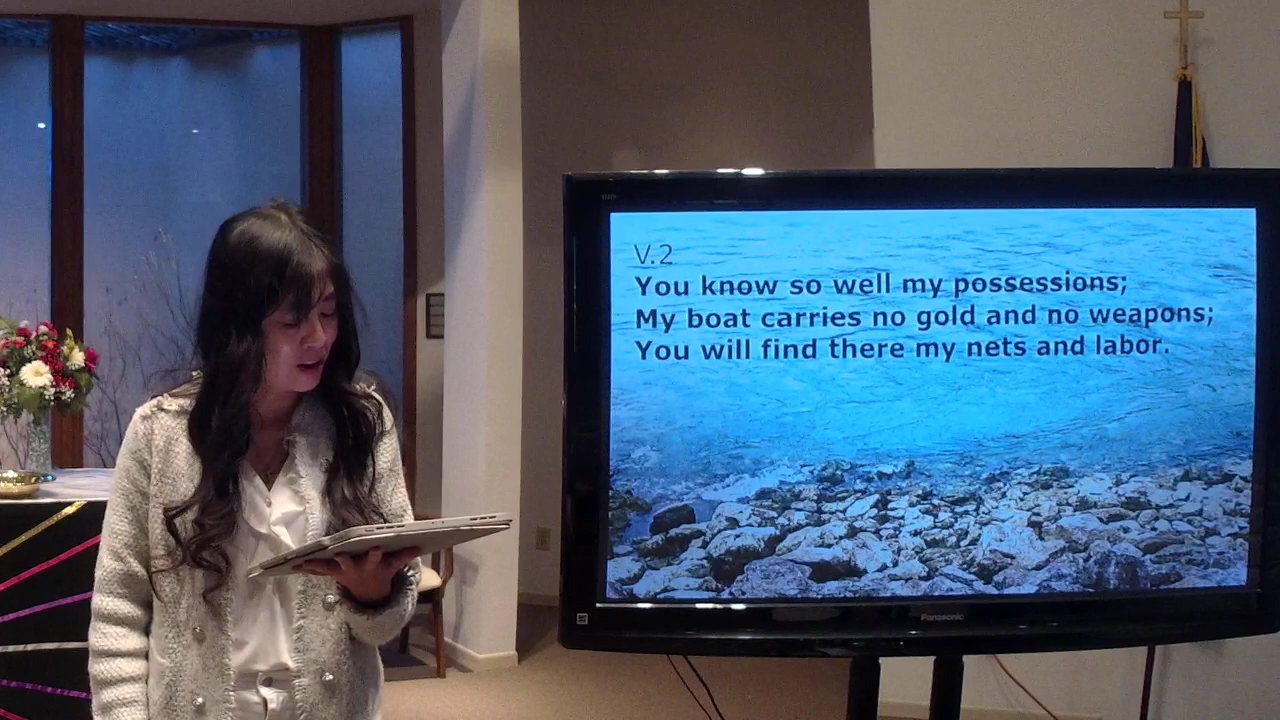 V.2
You know so well my possessions;
My boat carries no gold and no weapons;
You will find there my nets and labor.
Panasonic